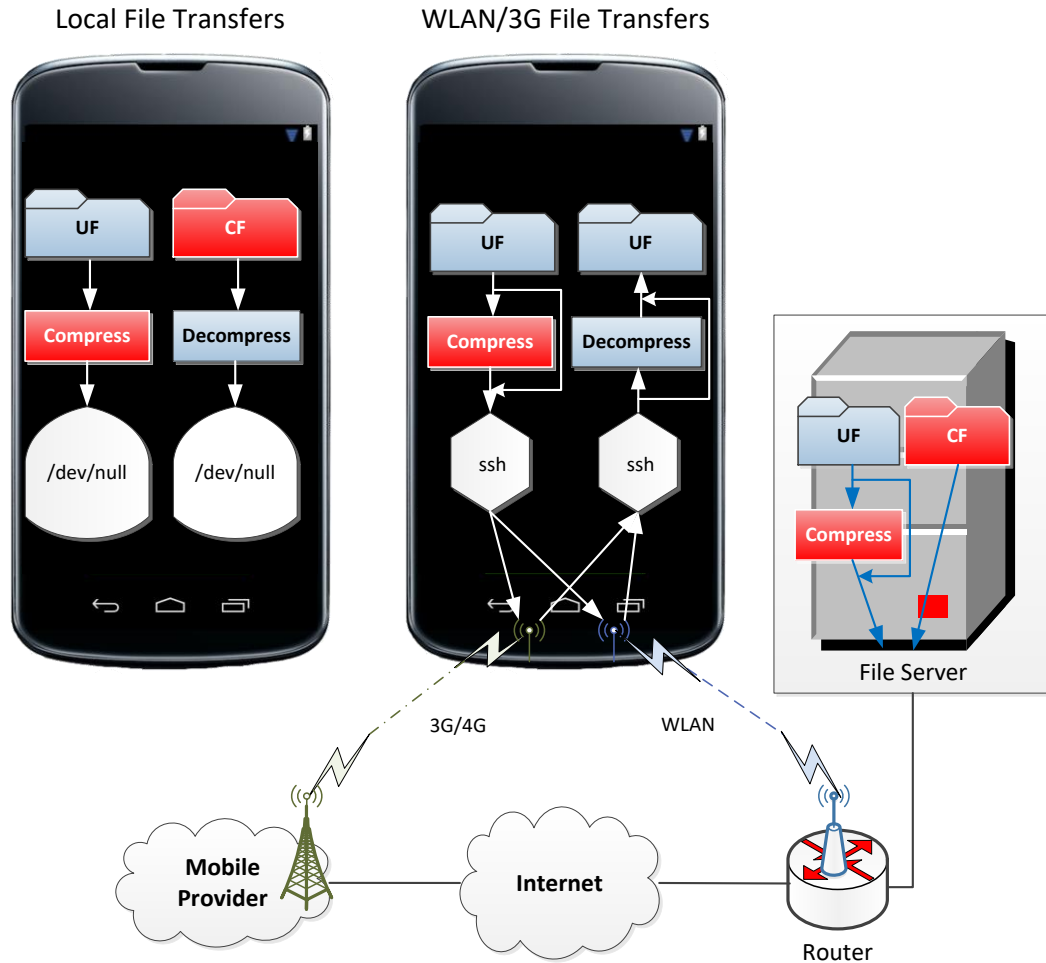 Local File Transfers
WLAN/3G File Transfers
UF
CF
Compress
Decompress
/dev/null
/dev/null
UF
UF
Compress
Decompress
ssh
ssh
UF
CF
Compress
File Server
3G/4G
WLAN
Mobile
Provider
Internet
Router